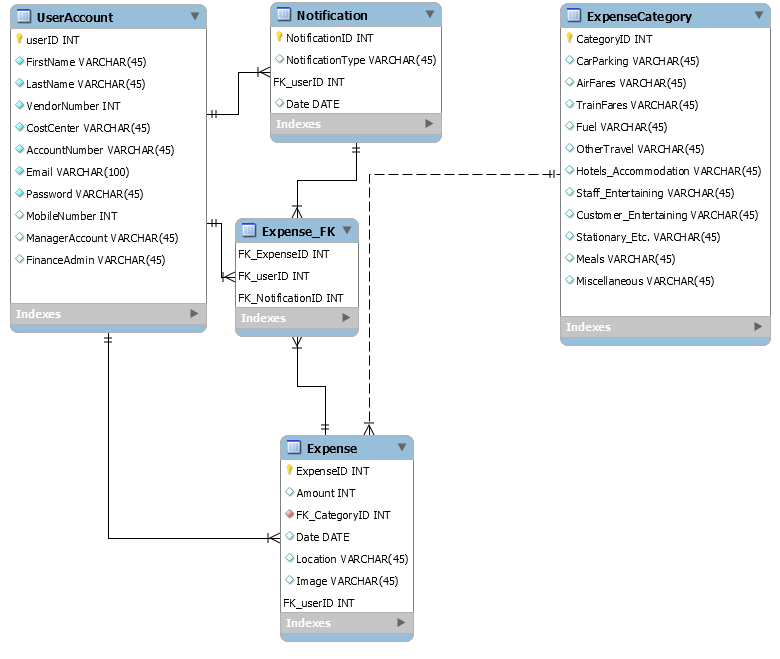 UserAccount
userID INT
FirstName VARCHAR(45)
LastName VARCHAR(45)
VendorNumber INT
CostCenter VARCHAR(45)
AccountNumber VARCHAR(45)
Email VARCHAR(100)
Password VARCHAR(45)
MobileNumber INT
ManagerAccount VARCHAR(45)
FinanceAdmin VARCHAR(45)
Indexes
Notification
NotificationID INT
NotificationType VARCHAR(45)
FK_userID INT
Date DATE
Indexes
ExpenseCategory
CategoryID INT
CarParking VARCHAR(45)
AirFares VARCHAR(45)
TrainFares VARCHAR(45)
Fuel VARCHAR(45)
OtherTravel VARCHAR(45)
Hotels_Accommodation VARCHAR(45)
Staff_Entertaining VARCHAR(45)
Customer_Entertaining VARCHAR(45)
Stationary_Etc. VARCHAR(45)
Meals VARCHAR(45)
Miscellaneous VARCHAR(45)
Indexes
Expense_FK
FK_ExpenseID INT
FK_userID INT
FK_NotificationID INT
Indexes
Expense
ExpenseID INT
Amount INT
FK_CategoryID INT
Date DATE
Location VARCHAR(45)
Image VARCHAR(45)
FK_userID INT
Indexes